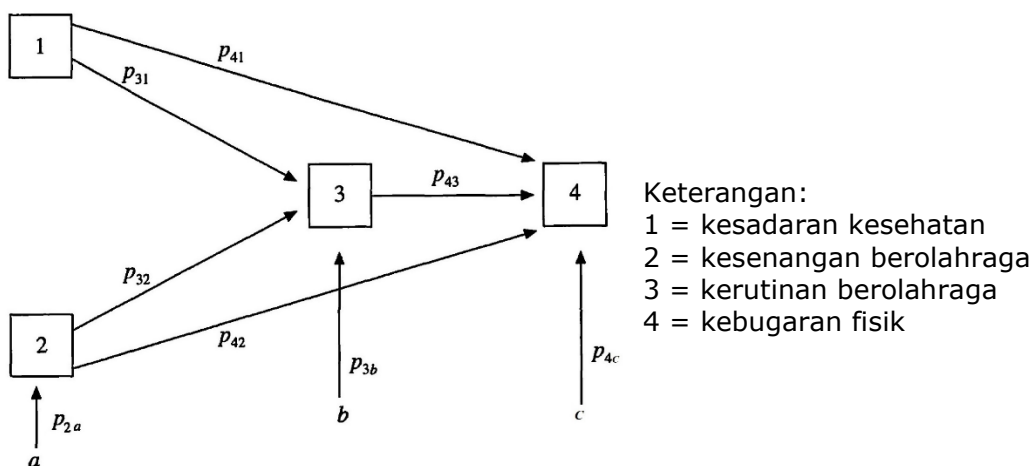 1
p41
p31
3
p43
4
p32
2
p42
p3b
p4c
p2a
b
c
a
Keterangan:
1 = kesadaran kesehatan
2 = kesenangan berolahraga
3 = kerutinan berolahraga
4 = kebugaran fisik